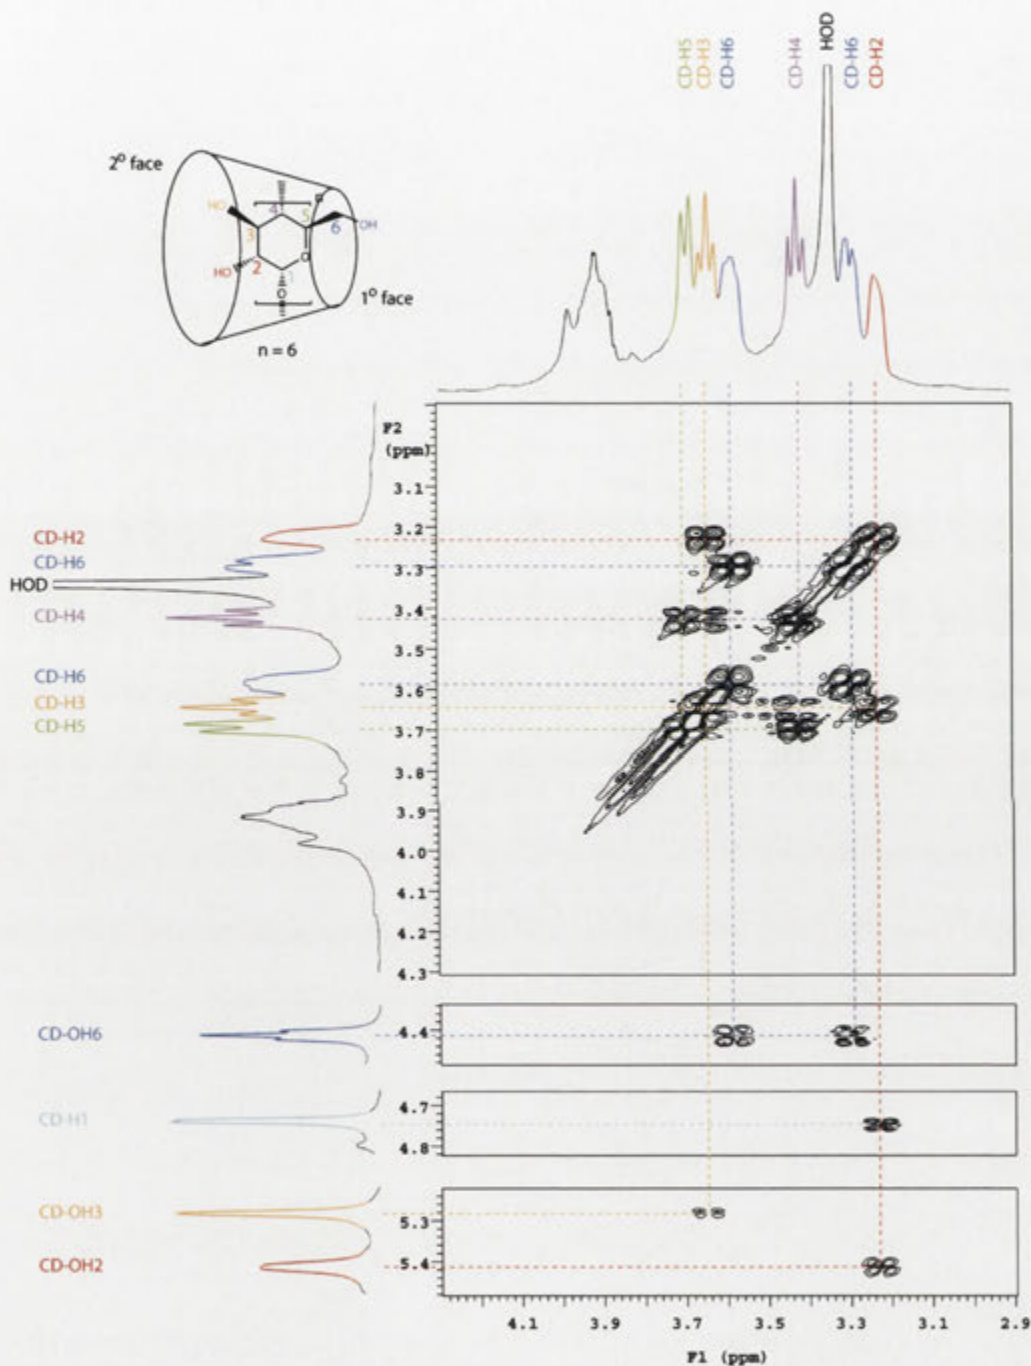 CD-H5
CD-H3
CD-H6
CD-H4
HOD
CD-H6
CD-H2
2° face
HO
4
5
3
6
OH
HO
2
1
O
O
1° face
n = 6
F2
(ppm)
3.1
3.2
3.3
3.4
3.5
3.6
3.7
3.8
3.9
4.0
4.1
4.2
4.3
CD-H2
CD-H6
HOD
CD-H4
CD-H6
CD-H3
CD-H5
CD-OH6
4.4
CD-H1
4.7
4.8
CD-OH3
5.3
CD-OH2
5.4
4.1 3.9 3.7 3.5 3.3 3.1 2.9
F1 (ppm)